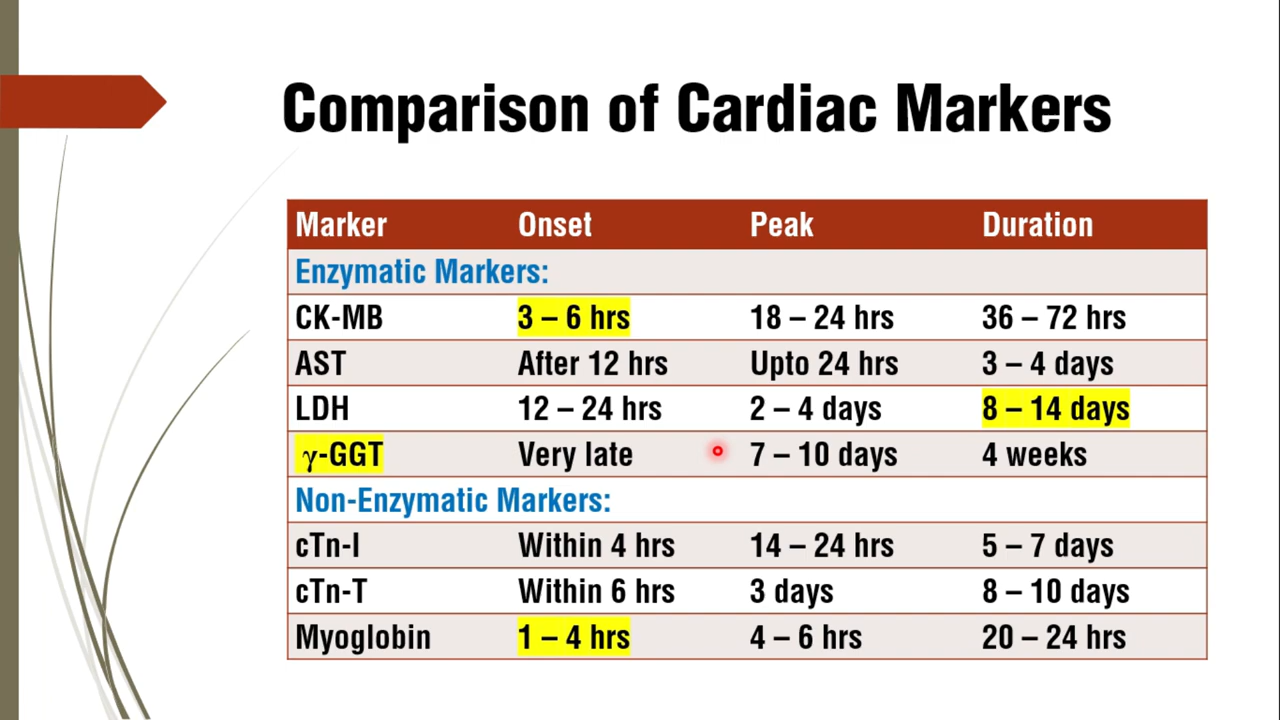 Comparison of Cardiac Markers
Marker Onset Peak Duration
Enzymatic Markers:
CK-MB 3 – 6 hrs 18 – 24 hrs 36 – 72 hrs
AST After 12 hrs Upto 24 hrs 3 – 4 days
LDH 12 – 24 hrs 2 – 4 days 8 – 14 days
γ-GGT Very late 7 – 10 days 4 weeks
Non-Enzymatic Markers:
cTn-I Within 4 hrs 14 – 24 hrs 5 – 7 days
cTn-T Within 6 hrs 3 days 8 – 10 days
Myoglobin 1 – 4 hrs 4 – 6 hrs 20 – 24 hrs